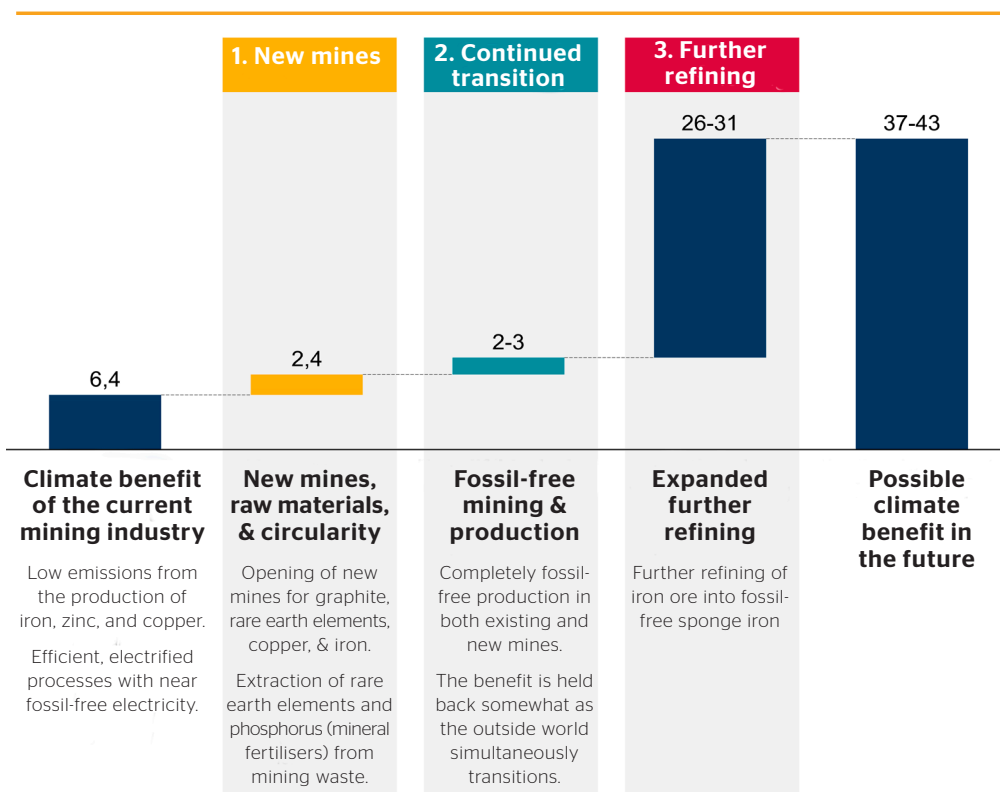 1. New mines
2. Continued
transition
3. Further
refining
26-31
37-43
2-3
2,4
6,4
Climate benefit
of the current
mining industry
Low emissions from
the production of
iron, zinc, and copper.
Efficient, electrified
processes with near
fossil-free electricity.
New mines,
raw materials,
& circularity
Opening of new
mines for graphite,
rare earth elements,
copper, & iron.
Extraction of rare
earth elements and
phosphorus (mineral
fertilisers) from
mining waste.
Fossil-free
mining &
production
Completely fossil-
free production in
both existing and
new mines.
The benefit is held
back somewhat as
the outside world
simultaneously
transitions.
Expanded
further
refining
Further refining of
iron ore into fossil-
free sponge iron
Possible
climate
benefit in
the future